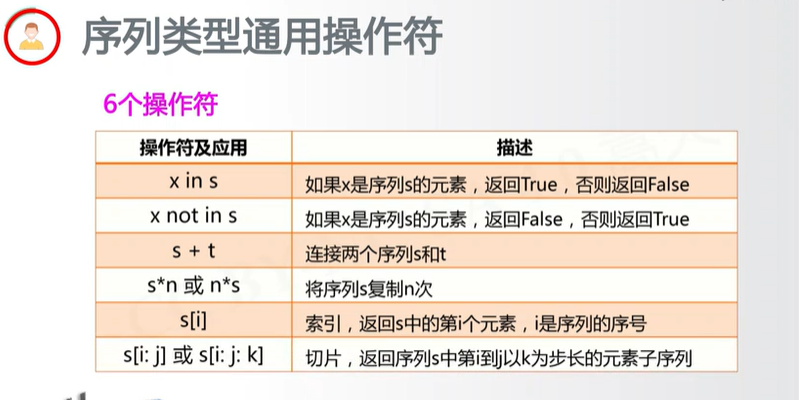 序列类型通用操作符
6个操作符
操作符及应用 描述
x in s 如果x是序列s的元素，返回True，否则返回False
x not in s 如果x是序列s的元素，返回False，否则返回True
s + t 连接两个序列s和t
s*n 或 n*s 将序列s复制n次
s[i] 索引，返回s中的第i个元素，i是序列的序号
s[i: j] 或 s[i: j: k] 切片，返回序列s中第i到j以k为步长的元素子序列